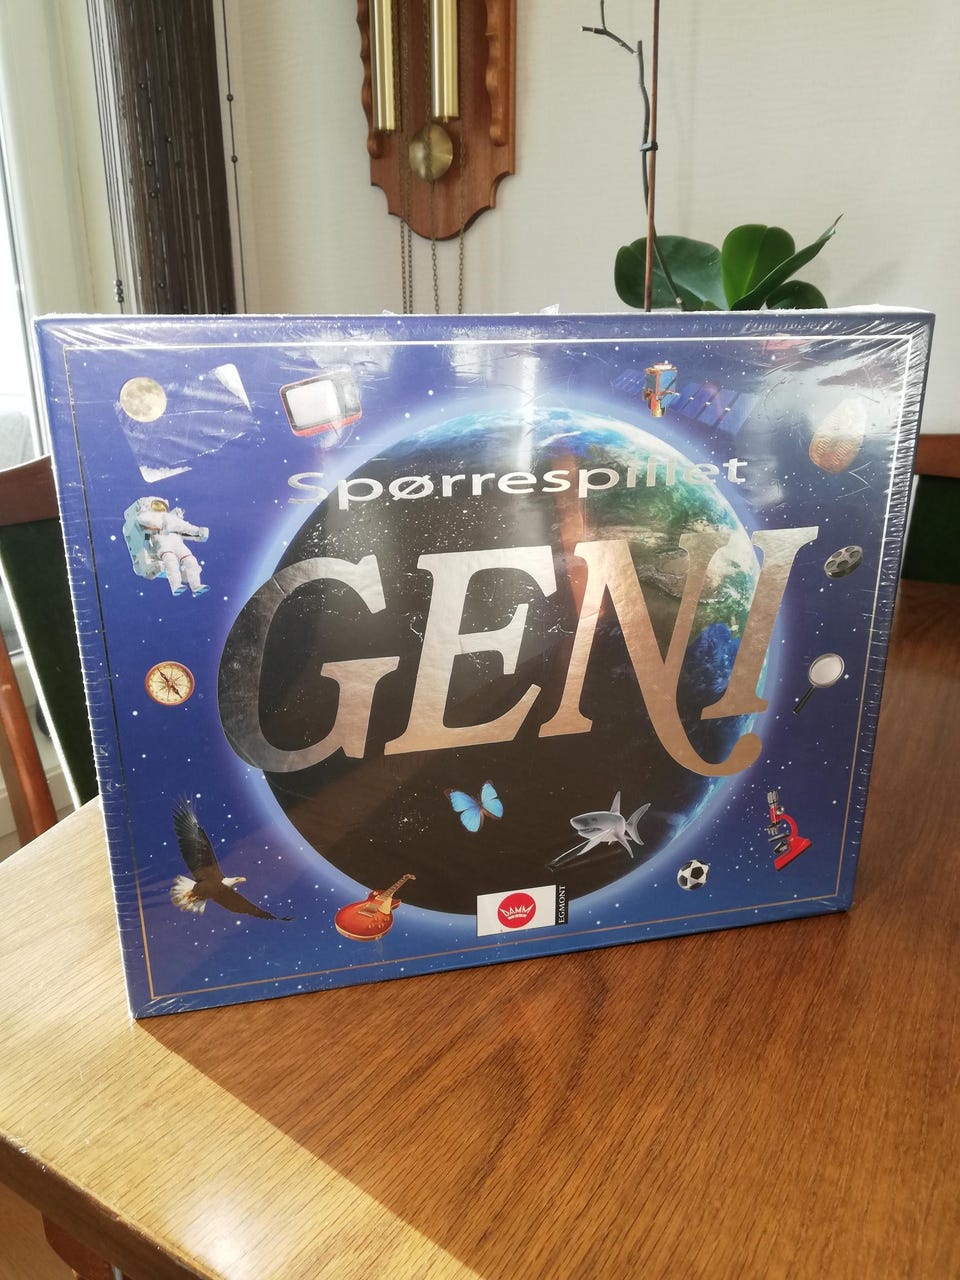 Spørrespillet
GENI
DAMM
EGMONT